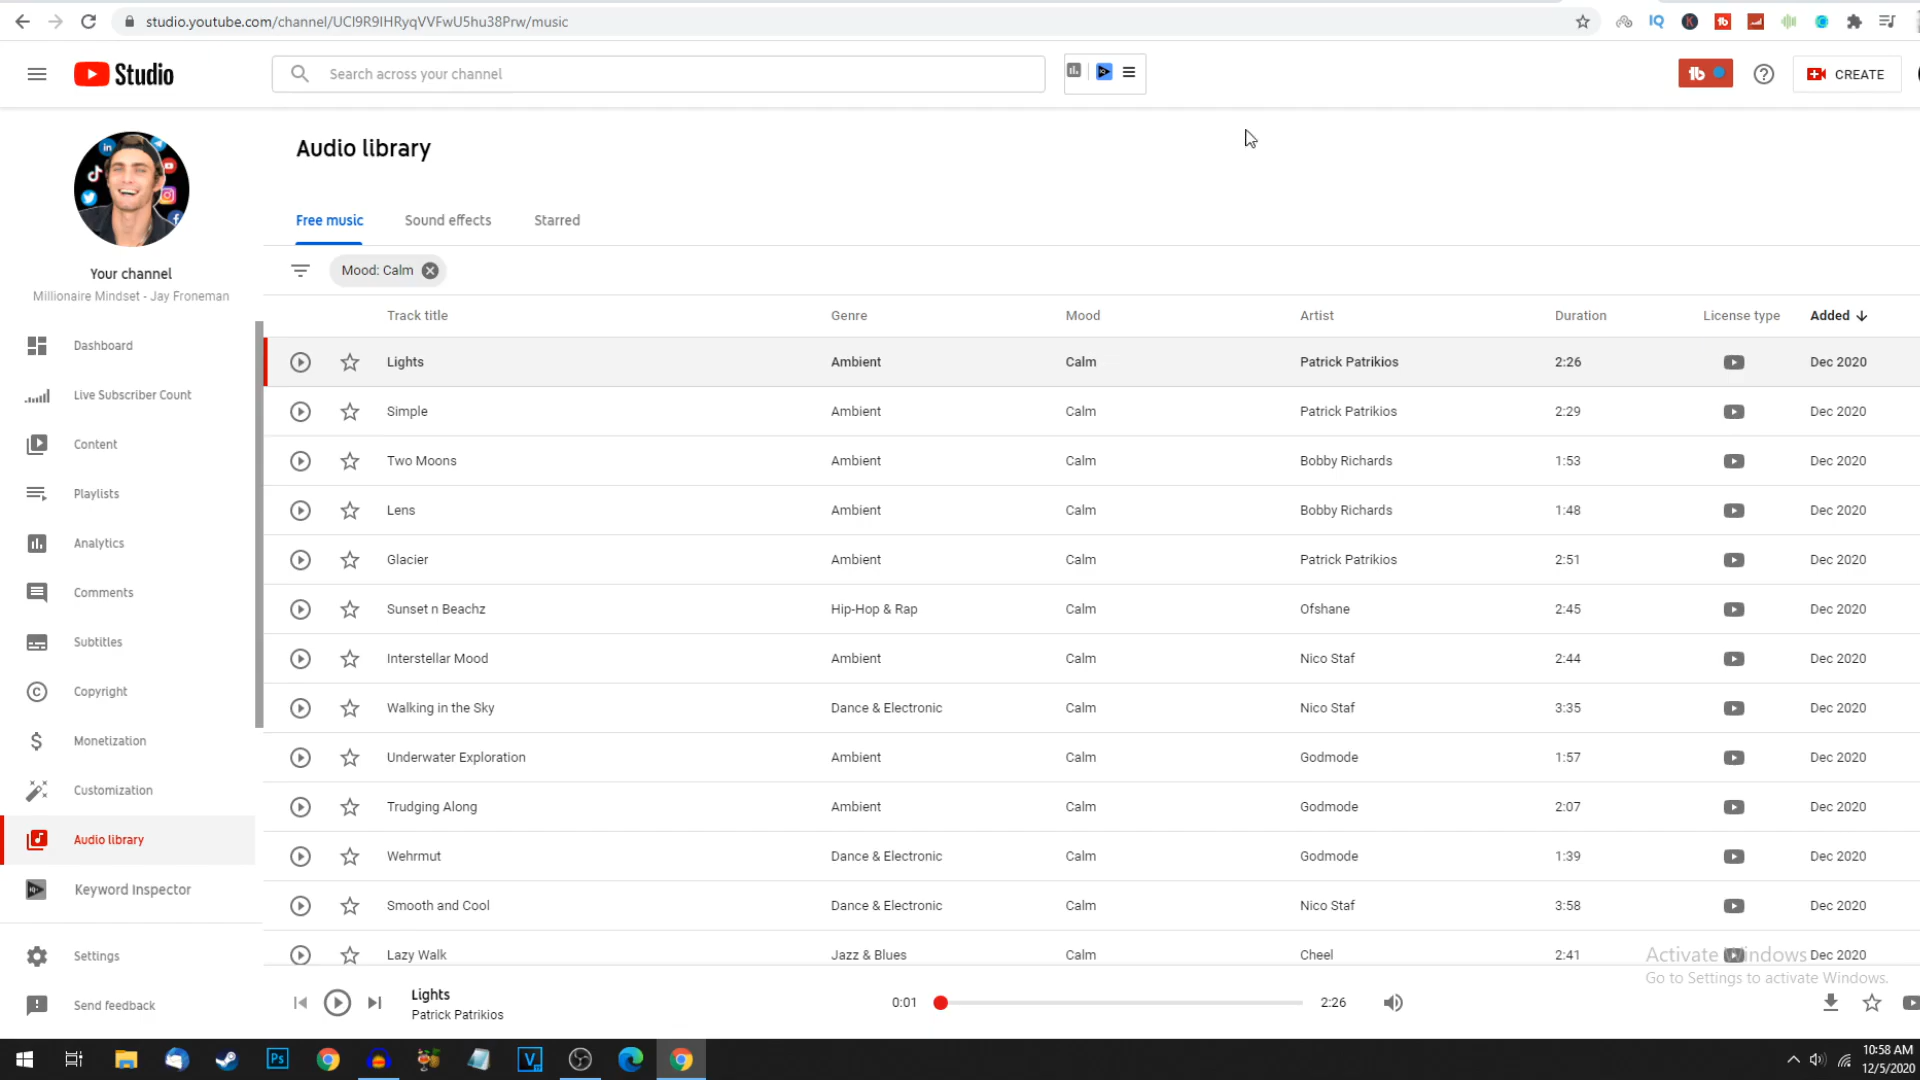 studio.youtube.com/channel/UCI9R9IHRyqVVFwU5hu38Prw/music
Studio
Search across your channel
CREATE
Audio library
Free music Sound effects Starred
Mood: Calm
Your channel
Millionaire Mindset - Jay Froneman
Dashboard
Live Subscriber Count
Content
Playlists
Analytics
Comments
Subtitles
Copyright
Monetization
Customization
Audio library
Keyword Inspector
Settings
Send feedback
Track title Genre Mood Artist Duration License type Added
Lights Ambient Calm Patrick Patrikios 2:26 Dec 2020
Simple Ambient Calm Patrick Patrikios 2:29 Dec 2020
Two Moons Ambient Calm Bobby Richards 1:53 Dec 2020
Lens Ambient Calm Bobby Richards 1:48 Dec 2020
Glacier Ambient Calm Patrick Patrikios 2:51 Dec 2020
Sunset n Beachz Hip-Hop & Rap Calm Ofshane 2:45 Dec 2020
Interstellar Mood Ambient Calm Nico Staf 2:44 Dec 2020
Walking in the Sky Dance & Electronic Calm Nico Staf 3:35 Dec 2020
Underwater Exploration Ambient Calm Godmode 1:57 Dec 2020
Trudging Along Ambient Calm Godmode 2:07 Dec 2020
Wehrmut Dance & Electronic Calm Godmode 1:39 Dec 2020
Smooth and Cool Dance & Electronic Calm Nico Staf 3:58 Dec 2020
Lazy Walk Jazz & Blues Calm Cheel 2:41 Dec 2020
Activate Windows
Go to Settings to activate Windows.
Lights
Patrick Patrikios
0:01 2:26
10:58 AM
12/5/2020